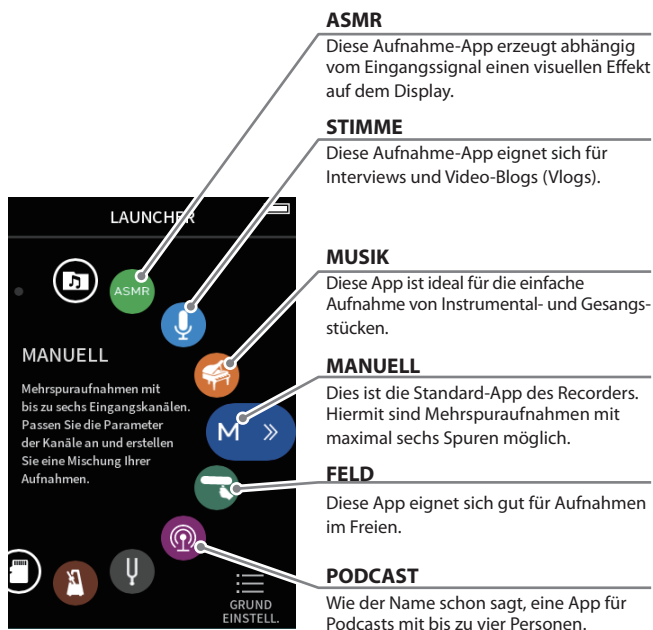 ASMR
Diese Aufnahme-App erzeugt abhängig
vom Eingangssignal einen visuellen Effekt
auf dem Display.
STIMME
Diese Aufnahme-App eignet sich für
Interviews und Video-Blogs (Vlogs).
MUSIK
Diese App ist ideal für die einfache
Aufnahme von Instrumental- und Gesangs-
stücken.
MANUELL
Dies ist die Standard-App des Recorders.
Hiermit sind Mehrspuraufnahmen mit
maximal sechs Spuren möglich.
FELD
Diese App eignet sich gut für Aufnahmen
im Freien.
PODCAST
Wie der Name schon sagt, eine App für
Podcasts mit bis zu vier Personen.
LAUNCHER
ASMR
MANUELL
Mehrspuraufnahmen mit
bis zu sechs Eingangskanälen.
Passen Sie die Parameter
der Kanäle an und erstellen
Sie eine Mischung Ihrer
Aufnahmen.
M
GRUND
EINSTELL.